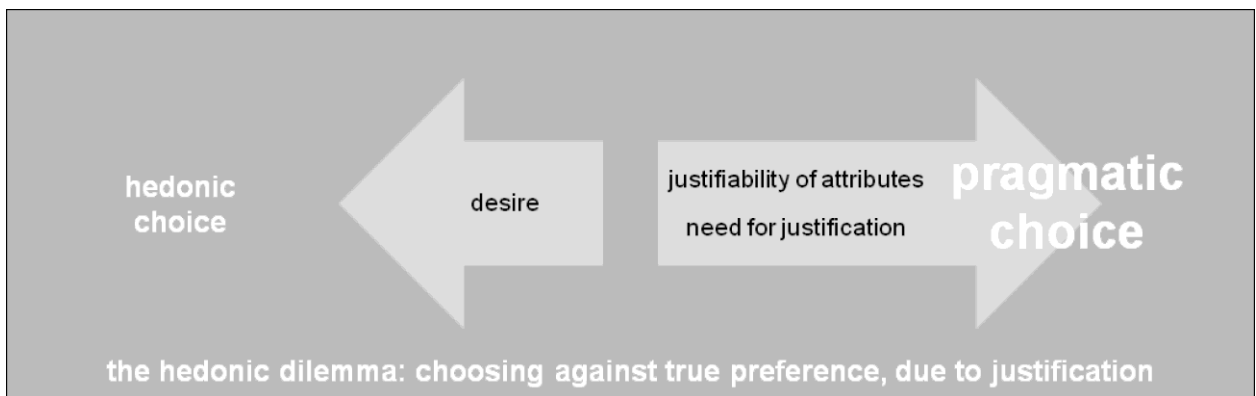 hedonic
choice
desire
justifiability of attributes
need for justification
pragmatic
choice
the hedonic dilemma: choosing against true preference, due to justification